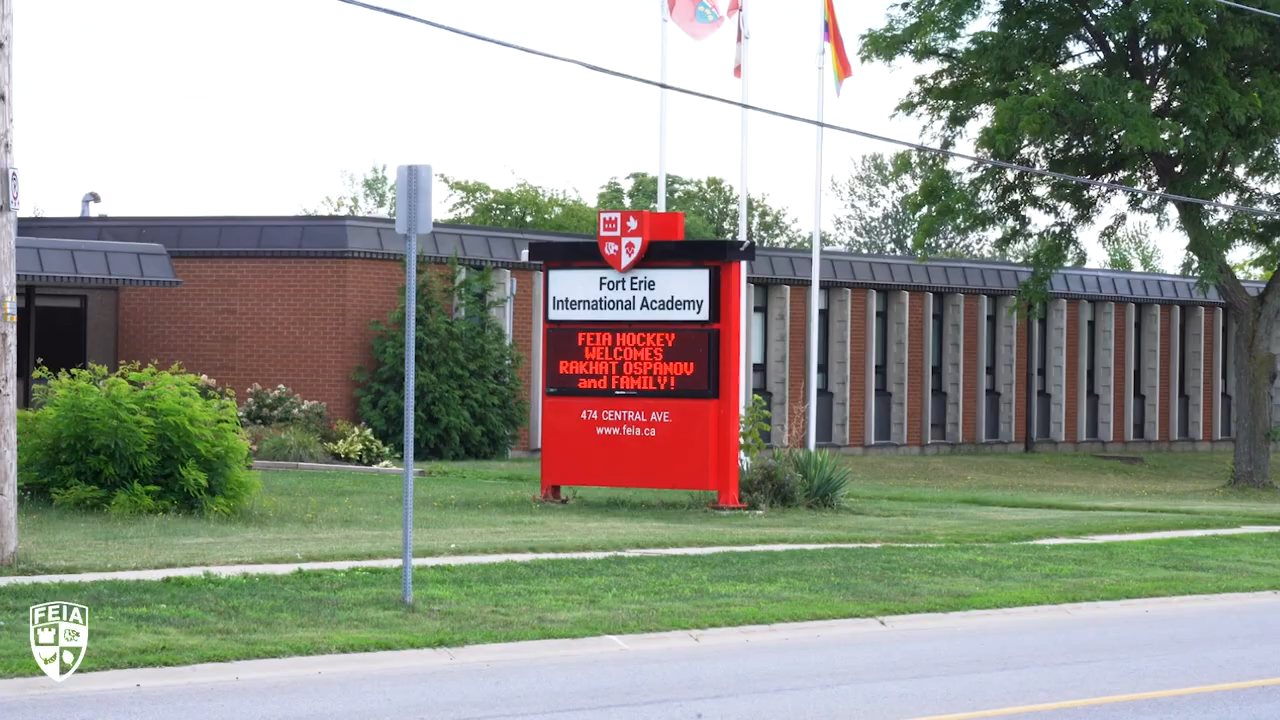 Fort Erie
International Academy
FEIA HOCKEY
WELCOMES
RAKHAT OSPANOV
and FAMILY!
474 CENTRAL AVE.
www.feia.ca
FEIA